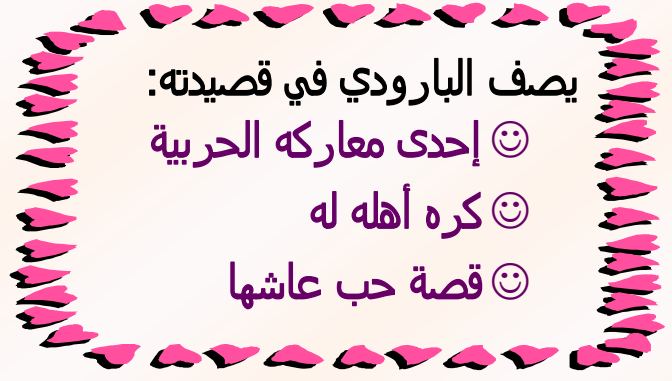 يصف البارودي في قصيدته:
إحدى معاركه الحربية
كره أهله له
قصة حب عاشها